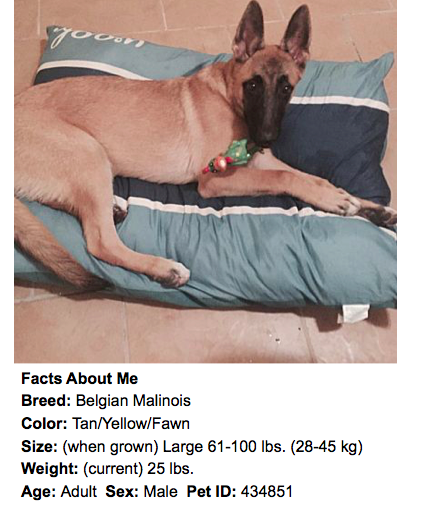 Facts About Me
Breed: Belgian Malinois
Color: Tan/Yellow/Fawn
Size: (when grown) Large 61-100 lbs. (28-45 kg)
Weight: (current) 25 lbs.
Age: Adult  Sex: Male  Pet ID: 434851